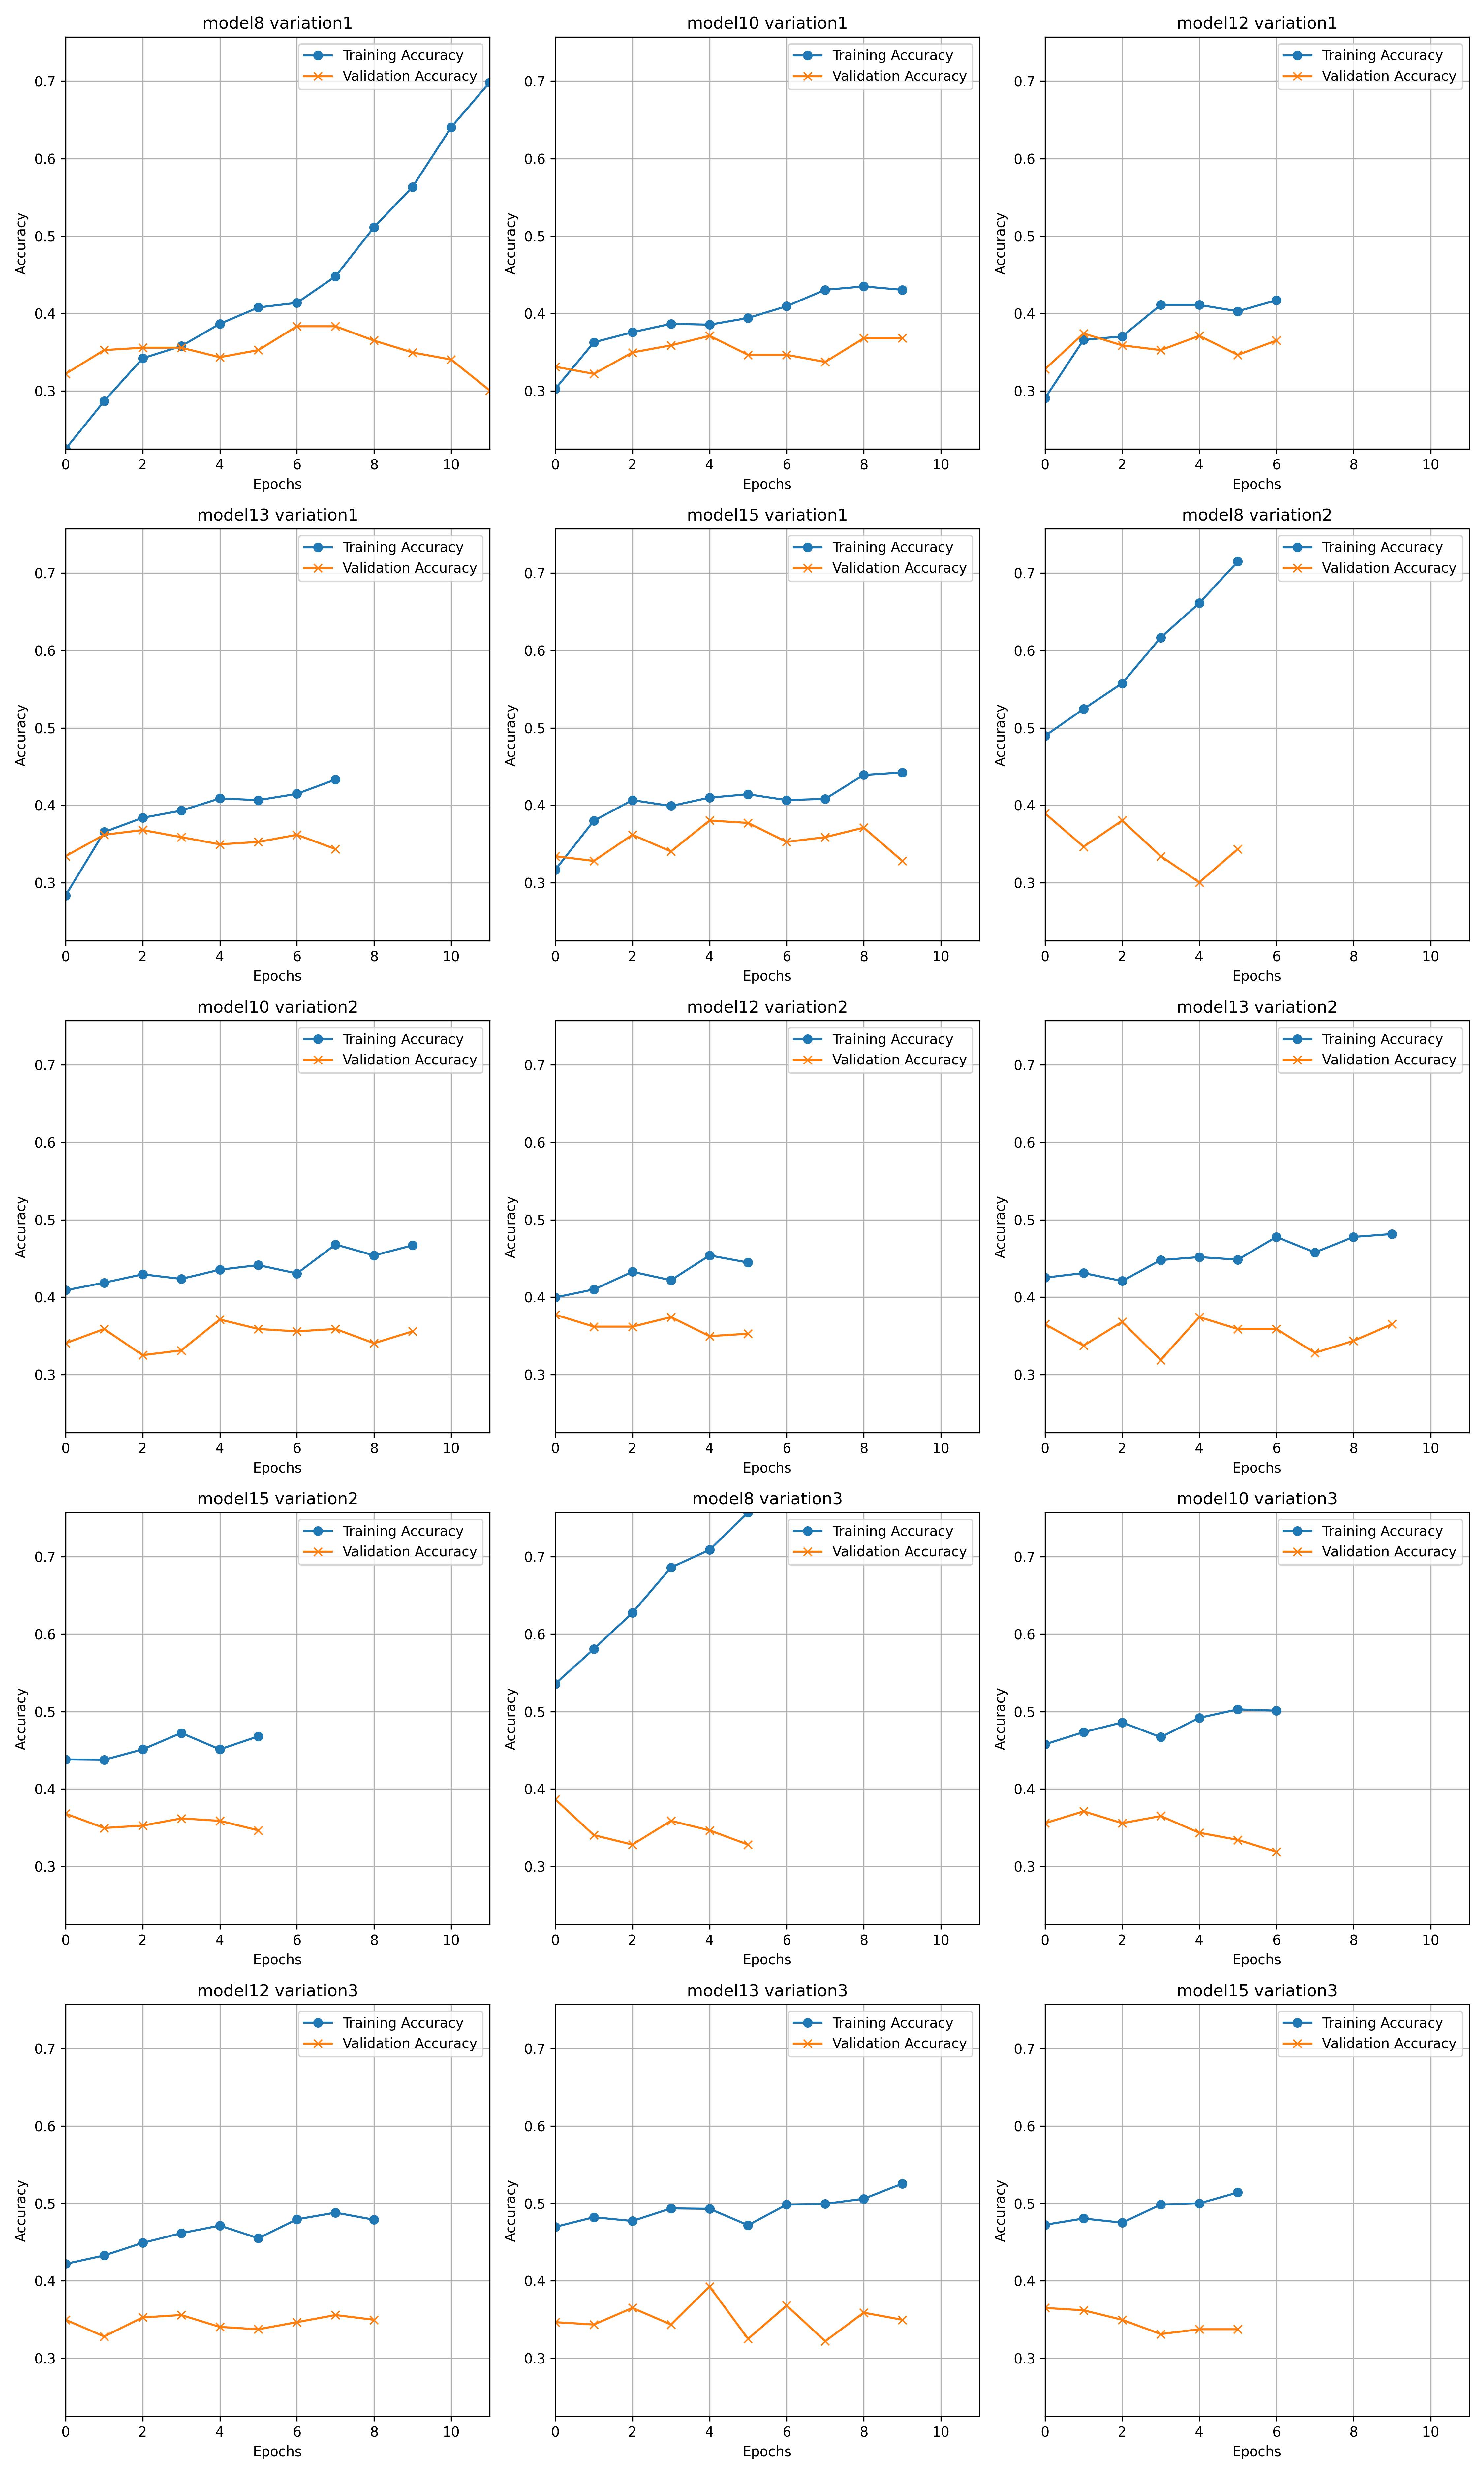 model8 variation1
Training Accuracy
Validation Accuracy
0.7
0.6
0.5
0.4
0.3
Accuracy
0 2 4 6 8 10
Epochs
model10 variation1
Training Accuracy
Validation Accuracy
0.7
0.6
0.5
0.4
0.3
Accuracy
0 2 4 6 8 10
Epochs
model12 variation1
Training Accuracy
Validation Accuracy
0.7
0.6
0.5
0.4
0.3
Accuracy
0 2 4 6 8 10
Epochs
model13 variation1
Training Accuracy
Validation Accuracy
0.7
0.6
0.5
0.4
0.3
Accuracy
0 2 4 6 8 10
Epochs
model15 variation1
Training Accuracy
Validation Accuracy
0.7
0.6
0.5
0.4
0.3
Accuracy
0 2 4 6 8 10
Epochs
model8 variation2
Training Accuracy
Validation Accuracy
0.7
0.6
0.5
0.4
0.3
Accuracy
0 2 4 6 8 10
Epochs
model10 variation2
Training Accuracy
Validation Accuracy
0.7
0.6
0.5
0.4
0.3
Accuracy
0 2 4 6 8 10
Epochs
model12 variation2
Training Accuracy
Validation Accuracy
0.7
0.6
0.5
0.4
0.3
Accuracy
0 2 4 6 8 10
Epochs
model13 variation2
Training Accuracy
Validation Accuracy
0.7
0.6
0.5
0.4
0.3
Accuracy
0 2 4 6 8 10
Epochs
model15 variation2
Training Accuracy
Validation Accuracy
0.7
0.6
0.5
0.4
0.3
Accuracy
0 2 4 6 8 10
Epochs
model8 variation3
Training Accuracy
Validation Accuracy
0.7
0.6
0.5
0.4
0.3
Accuracy
0 2 4 6 8 10
Epochs
model10 variation3
Training Accuracy
Validation Accuracy
0.7
0.6
0.5
0.4
0.3
Accuracy
0 2 4 6 8 10
Epochs
model12 variation3
Training Accuracy
Validation Accuracy
0.7
0.6
0.5
0.4
0.3
Accuracy
0 2 4 6 8 10
Epochs
model13 variation3
Training Accuracy
Validation Accuracy
0.7
0.6
0.5
0.4
0.3
Accuracy
0 2 4 6 8 10
Epochs
model15 variation3
Training Accuracy
Validation Accuracy
0.7
0.6
0.5
0.4
0.3
Accuracy
0 2 4 6 8 10
Epochs